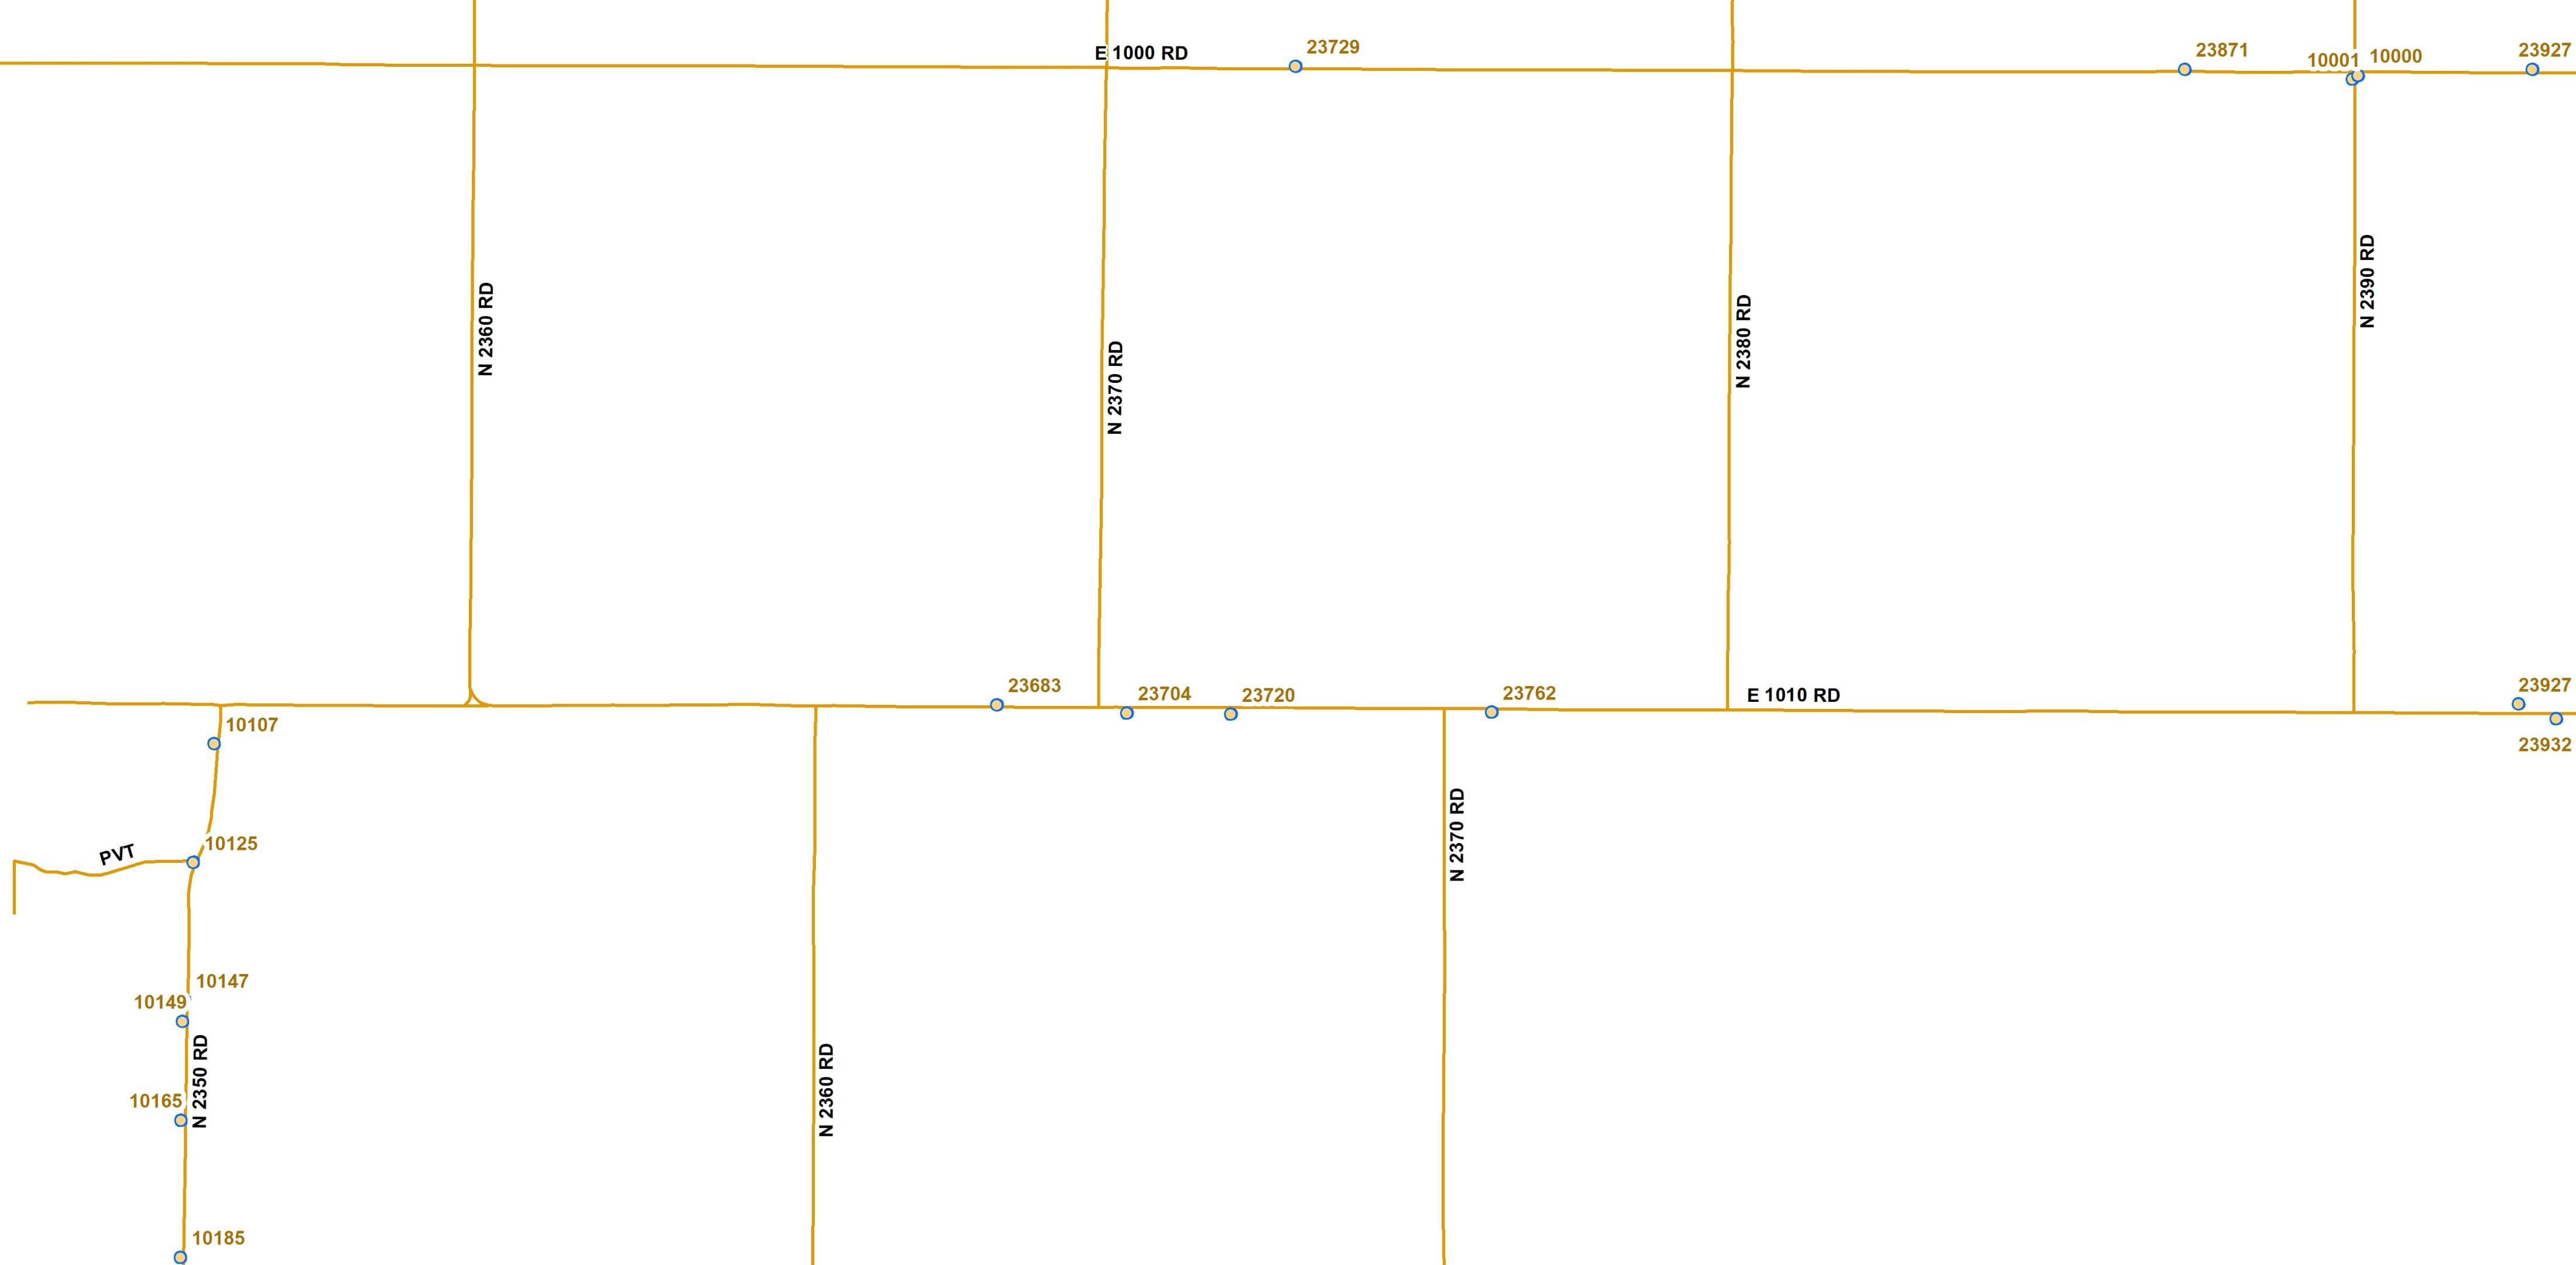 23729
E 1000 RD
23871
10001
10000
23927
N 2360 RD
N 2370 RD
N 2380 RD
N 2390 RD
23683
23704
23720
23762
E 1010 RD
23927
23932
10107
10125
PVT
N 2370 RD
10147
10149
N 2350 RD
10165
N 2360 RD
10185